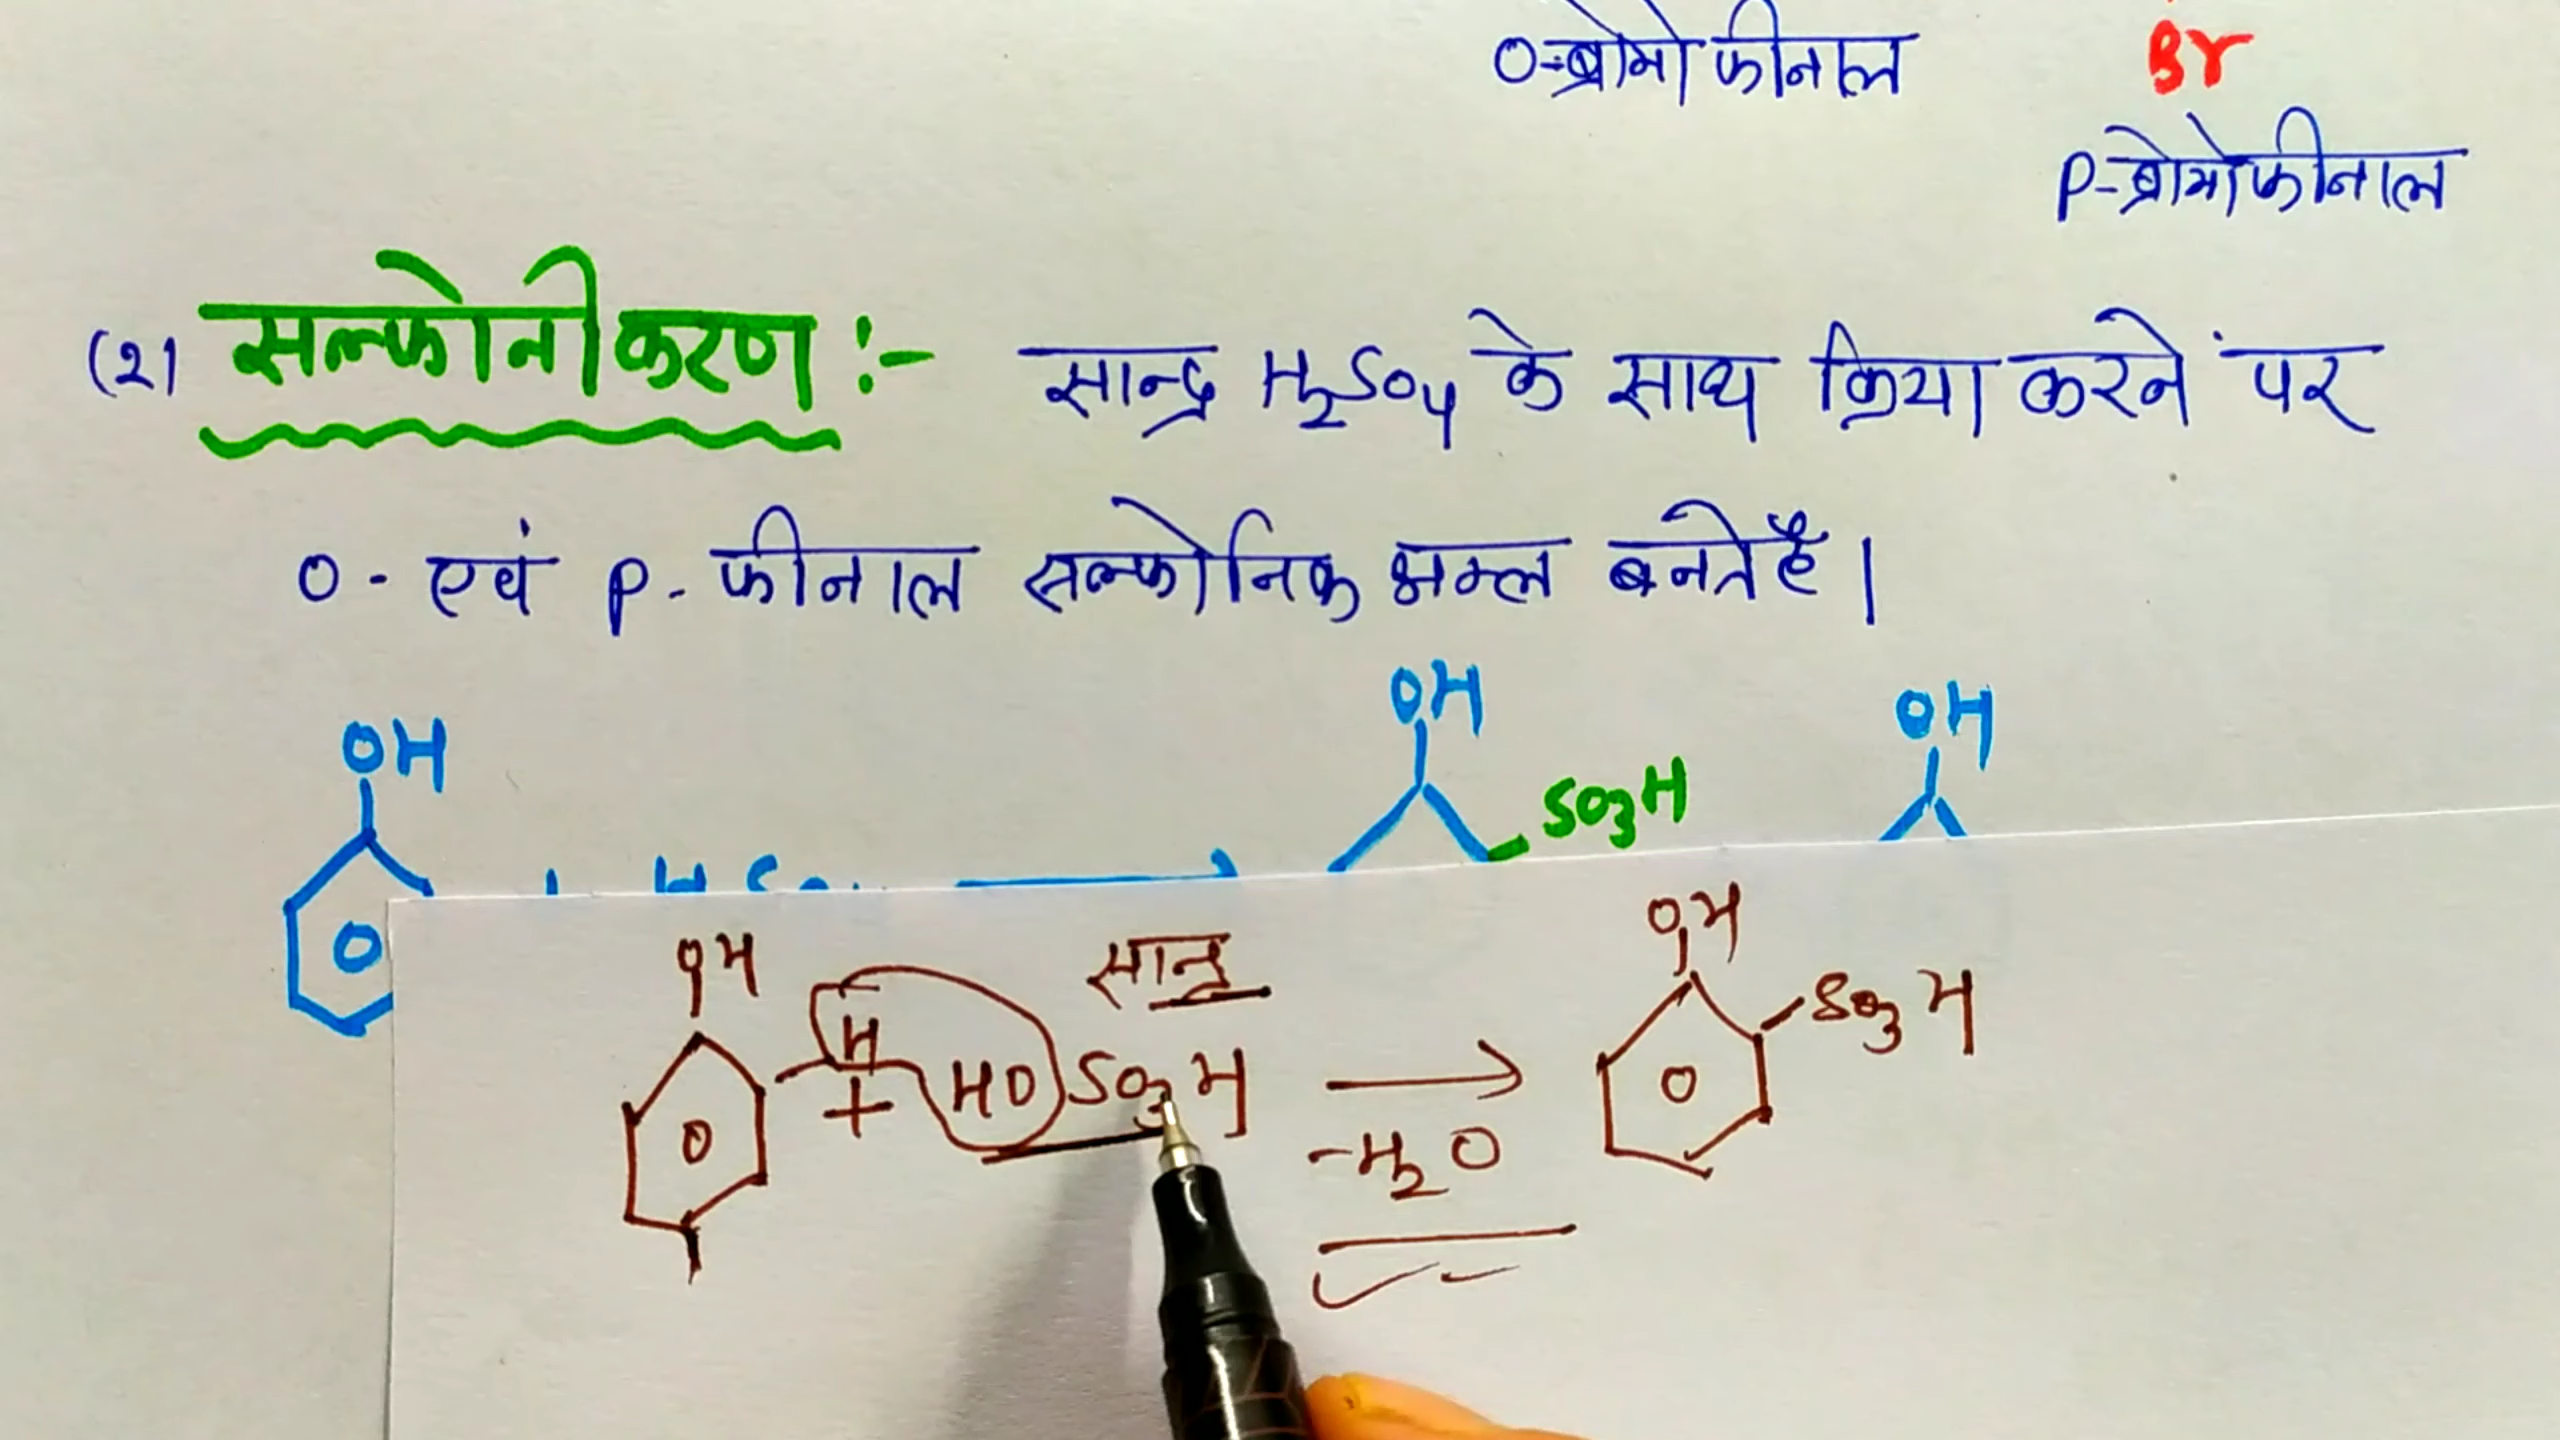 o-ब्रोमोफीनाल
Br
P-ब्रोमोफीनाल
(2) सल्फोनीकरण :- सान्द्र H2SO4 के साथ क्रिया करने पर
o- एवं p- फीनाल सल्फोनिक अम्ल बनते हैं।
OH OH OH
SO3H
OH सान्द्र OH
H SO3H
+ HO SO3H →
-H2O